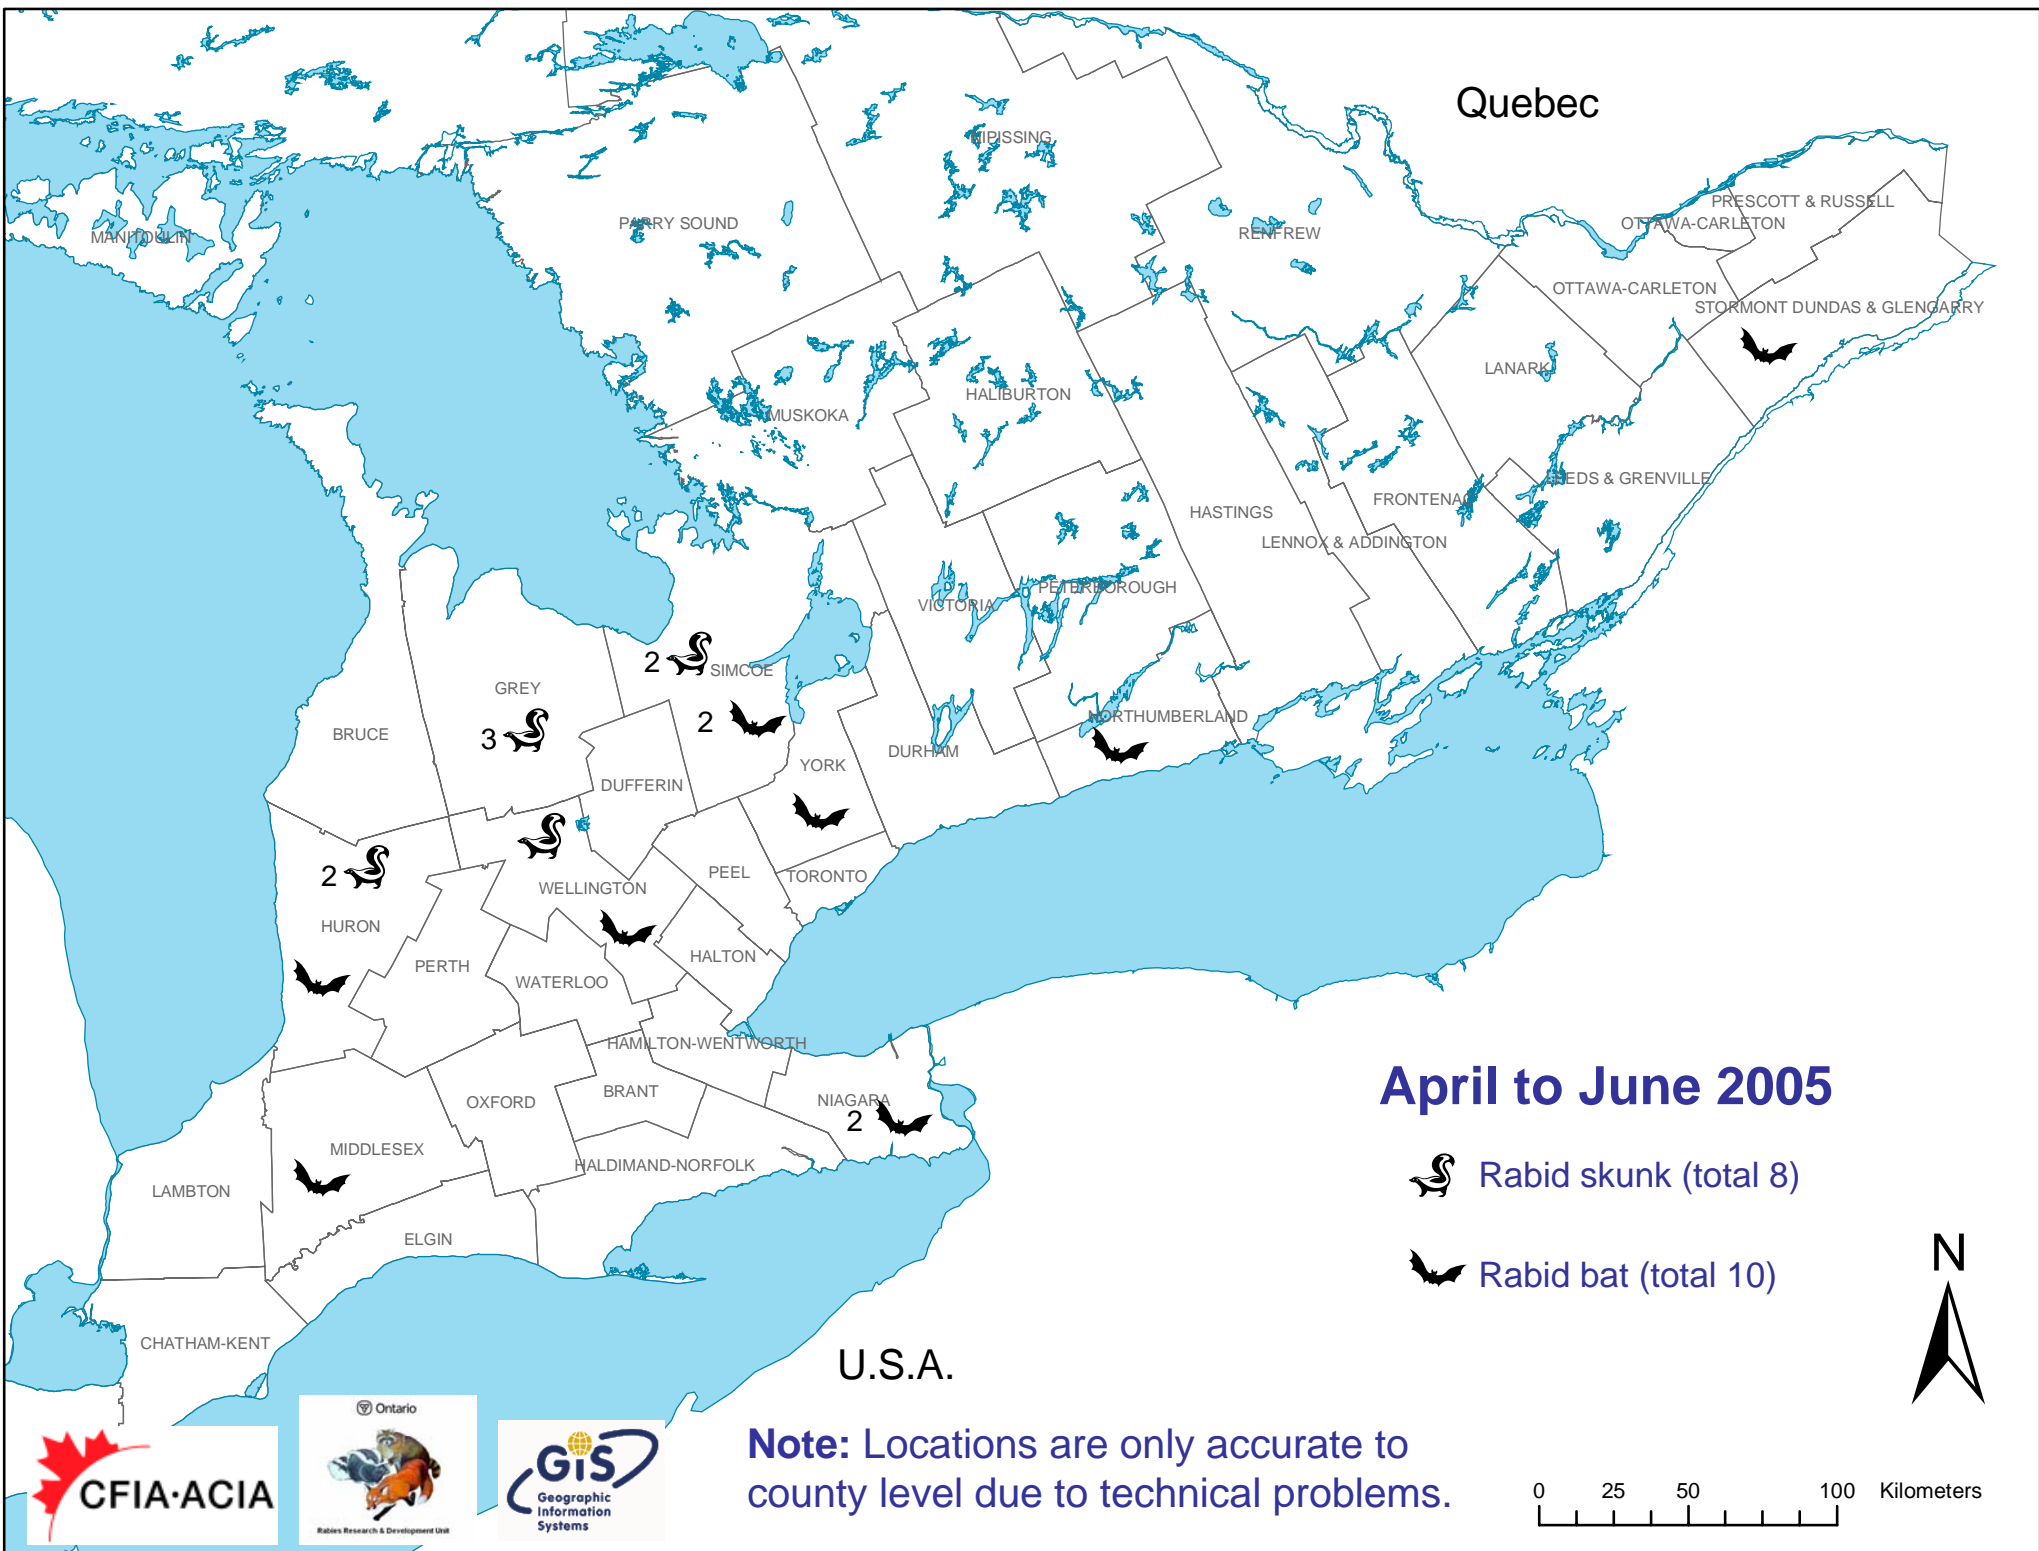 Quebec
NIPISSING
PRESCOTT & RUSSELL
OTTAWA-CARLETON
PARRY SOUND
RENFREW
MANITOULIN
OTTAWA-CARLETON
STORMONT DUNDAS & GLENGARRY
LANARK
HALIBURTON
MUSKOKA
LEEDS & GRENVILLE
FRONTENAC
HASTINGS
LENNOX & ADDINGTON
PETERBOROUGH
VICTORIA
2
SIMCOE
GREY
2
NORTHUMBERLAND
BRUCE
3
DURHAM
YORK
DUFFERIN
2
PEEL
TORONTO
WELLINGTON
HURON
HALTON
PERTH
WATERLOO
HAMILTON-WENTWORTH
BRANT
OXFORD
NIAGARA
2
MIDDLESEX
HALDIMAND-NORFOLK
LAMBTON
ELGIN
CHATHAM-KENT
U.S.A.
April to June 2005
Rabid skunk (total 8)
Rabid bat (total 10)
N
Note: Locations are only accurate to
county level due to technical problems.
0 25 50 100 Kilometers
CFIA·ACIA
Ontario
Rabies Research & Development Unit
GIS
Geographic
Information
Systems